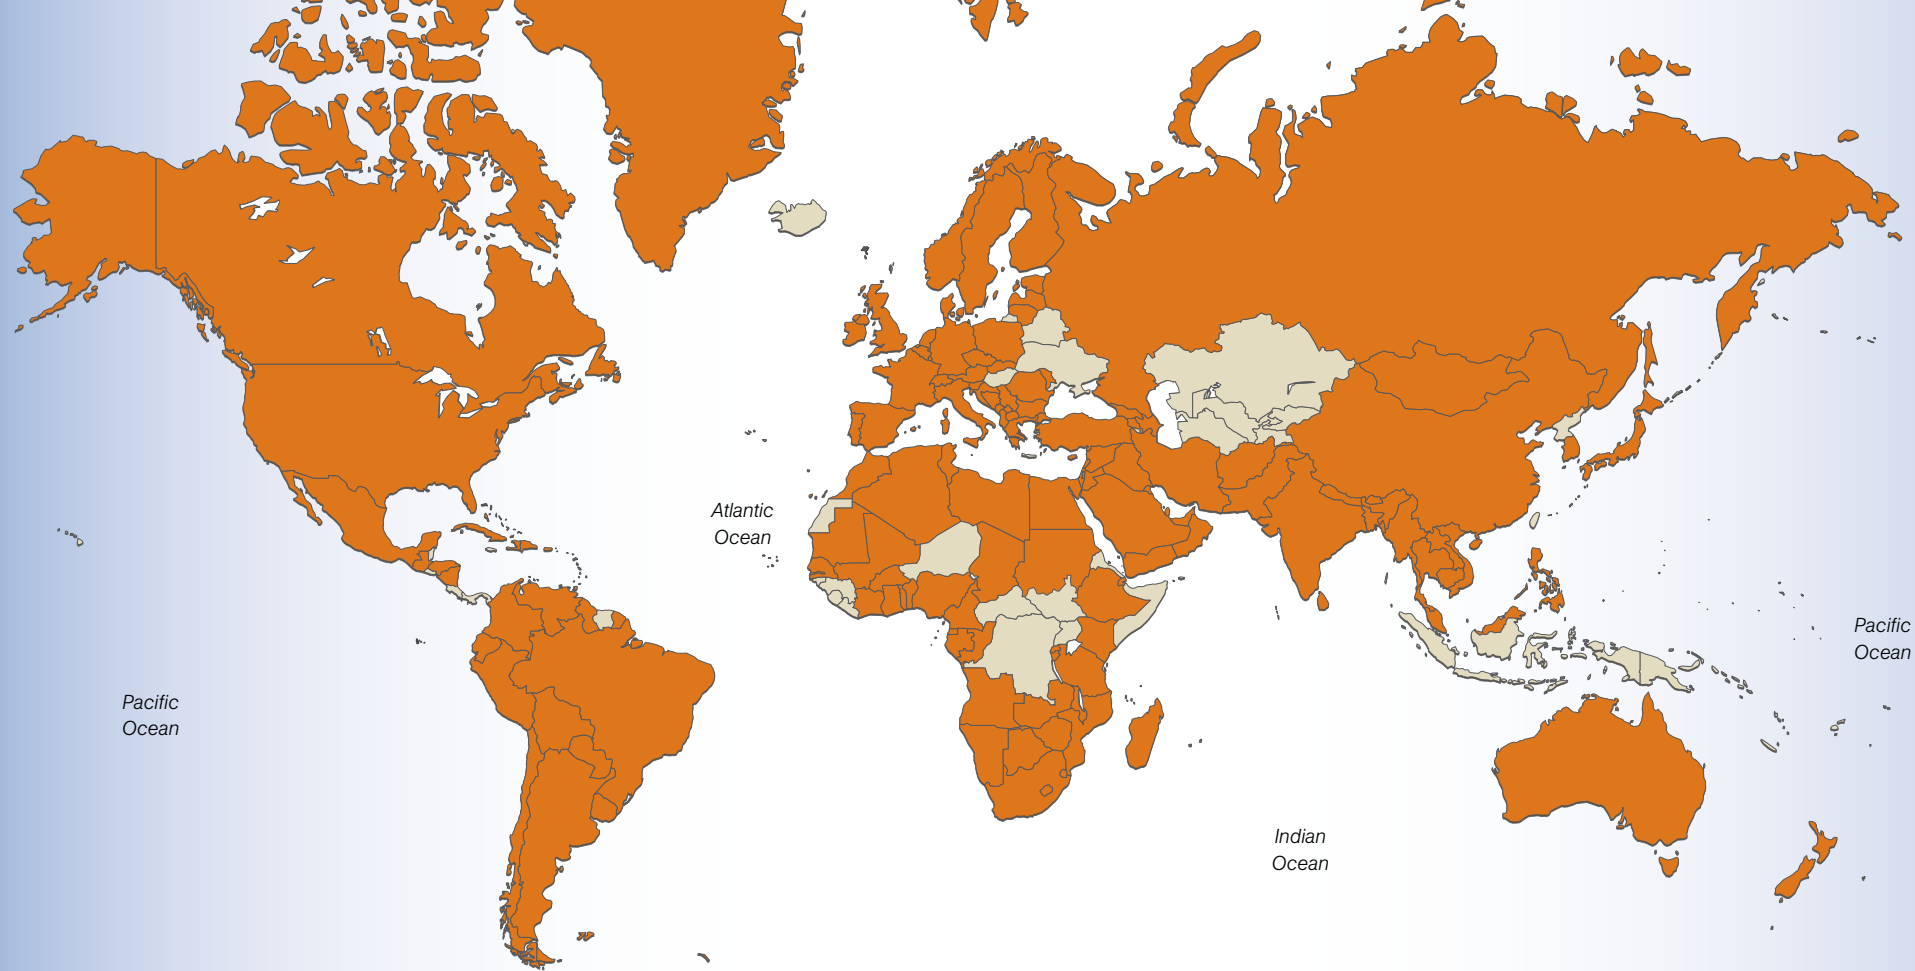 Atlantic
Ocean
Pacific
Ocean
Pacific
Ocean
Indian
Ocean